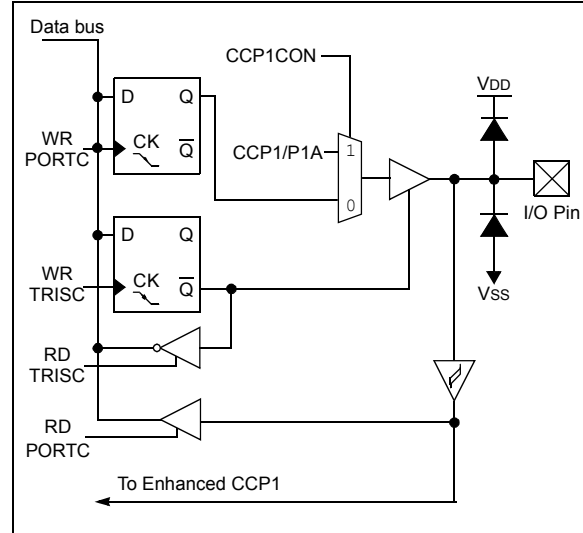 Data bus
CCP1CON
VDD
D Q
WR
PORTC
CK Q
CCP1/P1A
1
0
I/O Pin
D Q
WR
TRISC
CK Q
VSS
RD
TRISC
RD
PORTC
To Enhanced CCP1